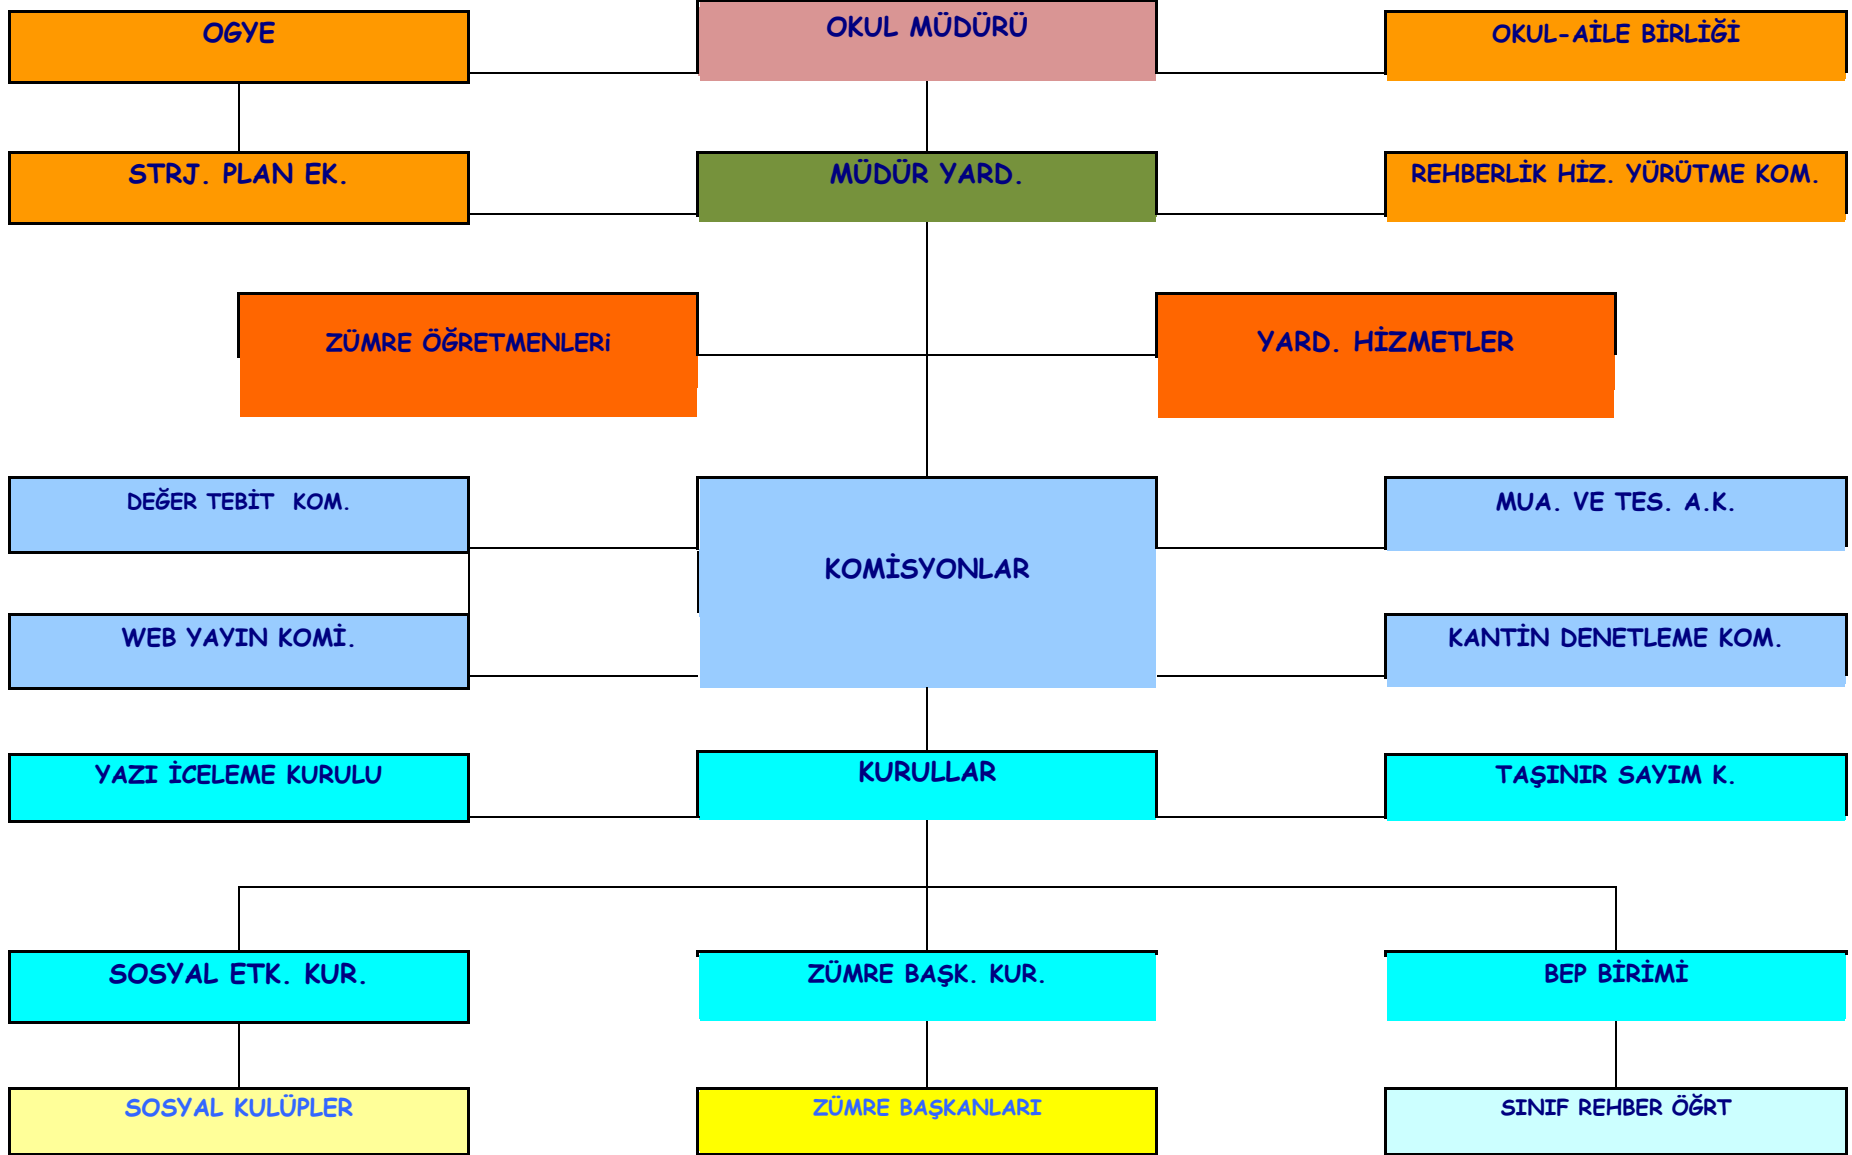 OGYE
OKUL MÜDÜRÜ
OKUL-AİLE BİRLİĞİ
STRJ. PLAN EK.
MÜDÜR YARD.
REHBERLİK HİZ. YÜRÜTME KOM.
ZÜMRE ÖĞRETMENLERi
YARD. HİZMETLER
DEĞER TEBİT  KOM.
MUA. VE TES. A.K.
KOMİSYONLAR
WEB YAYIN KOMİ.
KANTİN DENETLEME KOM.
YAZI İCELEME KURULU
KURULLAR
TAŞINIR SAYIM K.
SOSYAL ETK. KUR.
ZÜMRE BAŞK. KUR.
BEP BİRİMİ
SOSYAL KULÜPLER
ZÜMRE BAŞKANLARI
SINIF REHBER ÖĞRT